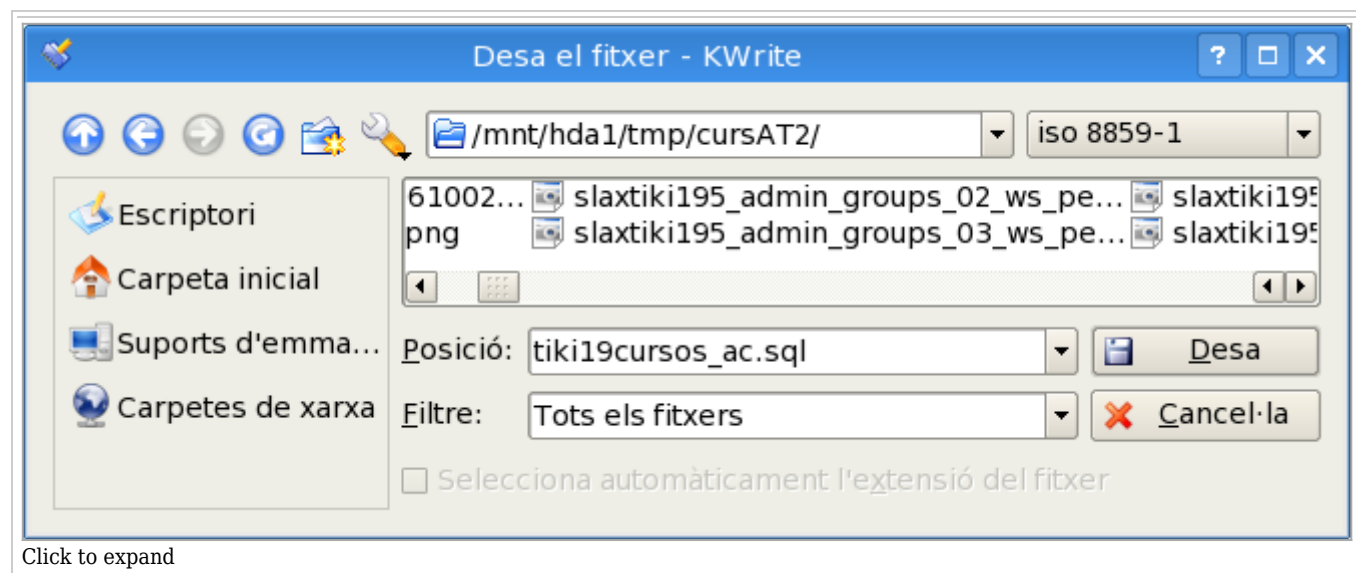 Desa el fitxer - KWrite
/mnt/hda1/tmp/cursAT2/ iso 8859-1
Escriptori
Carpeta inicial
Suports d'emma...
Carpetes de xarxa
61002... slaxtiki195_admin_groups_02_ws_pe... slaxtiki195
png slaxtiki195_admin_groups_03_ws_pe... slaxtiki195
Posició: tiki19cursos_ac.sql Desa
Filtre: Tots els fitxers Cancel·la
Selecciona automàticament l'extensió del fitxer
Click to expand